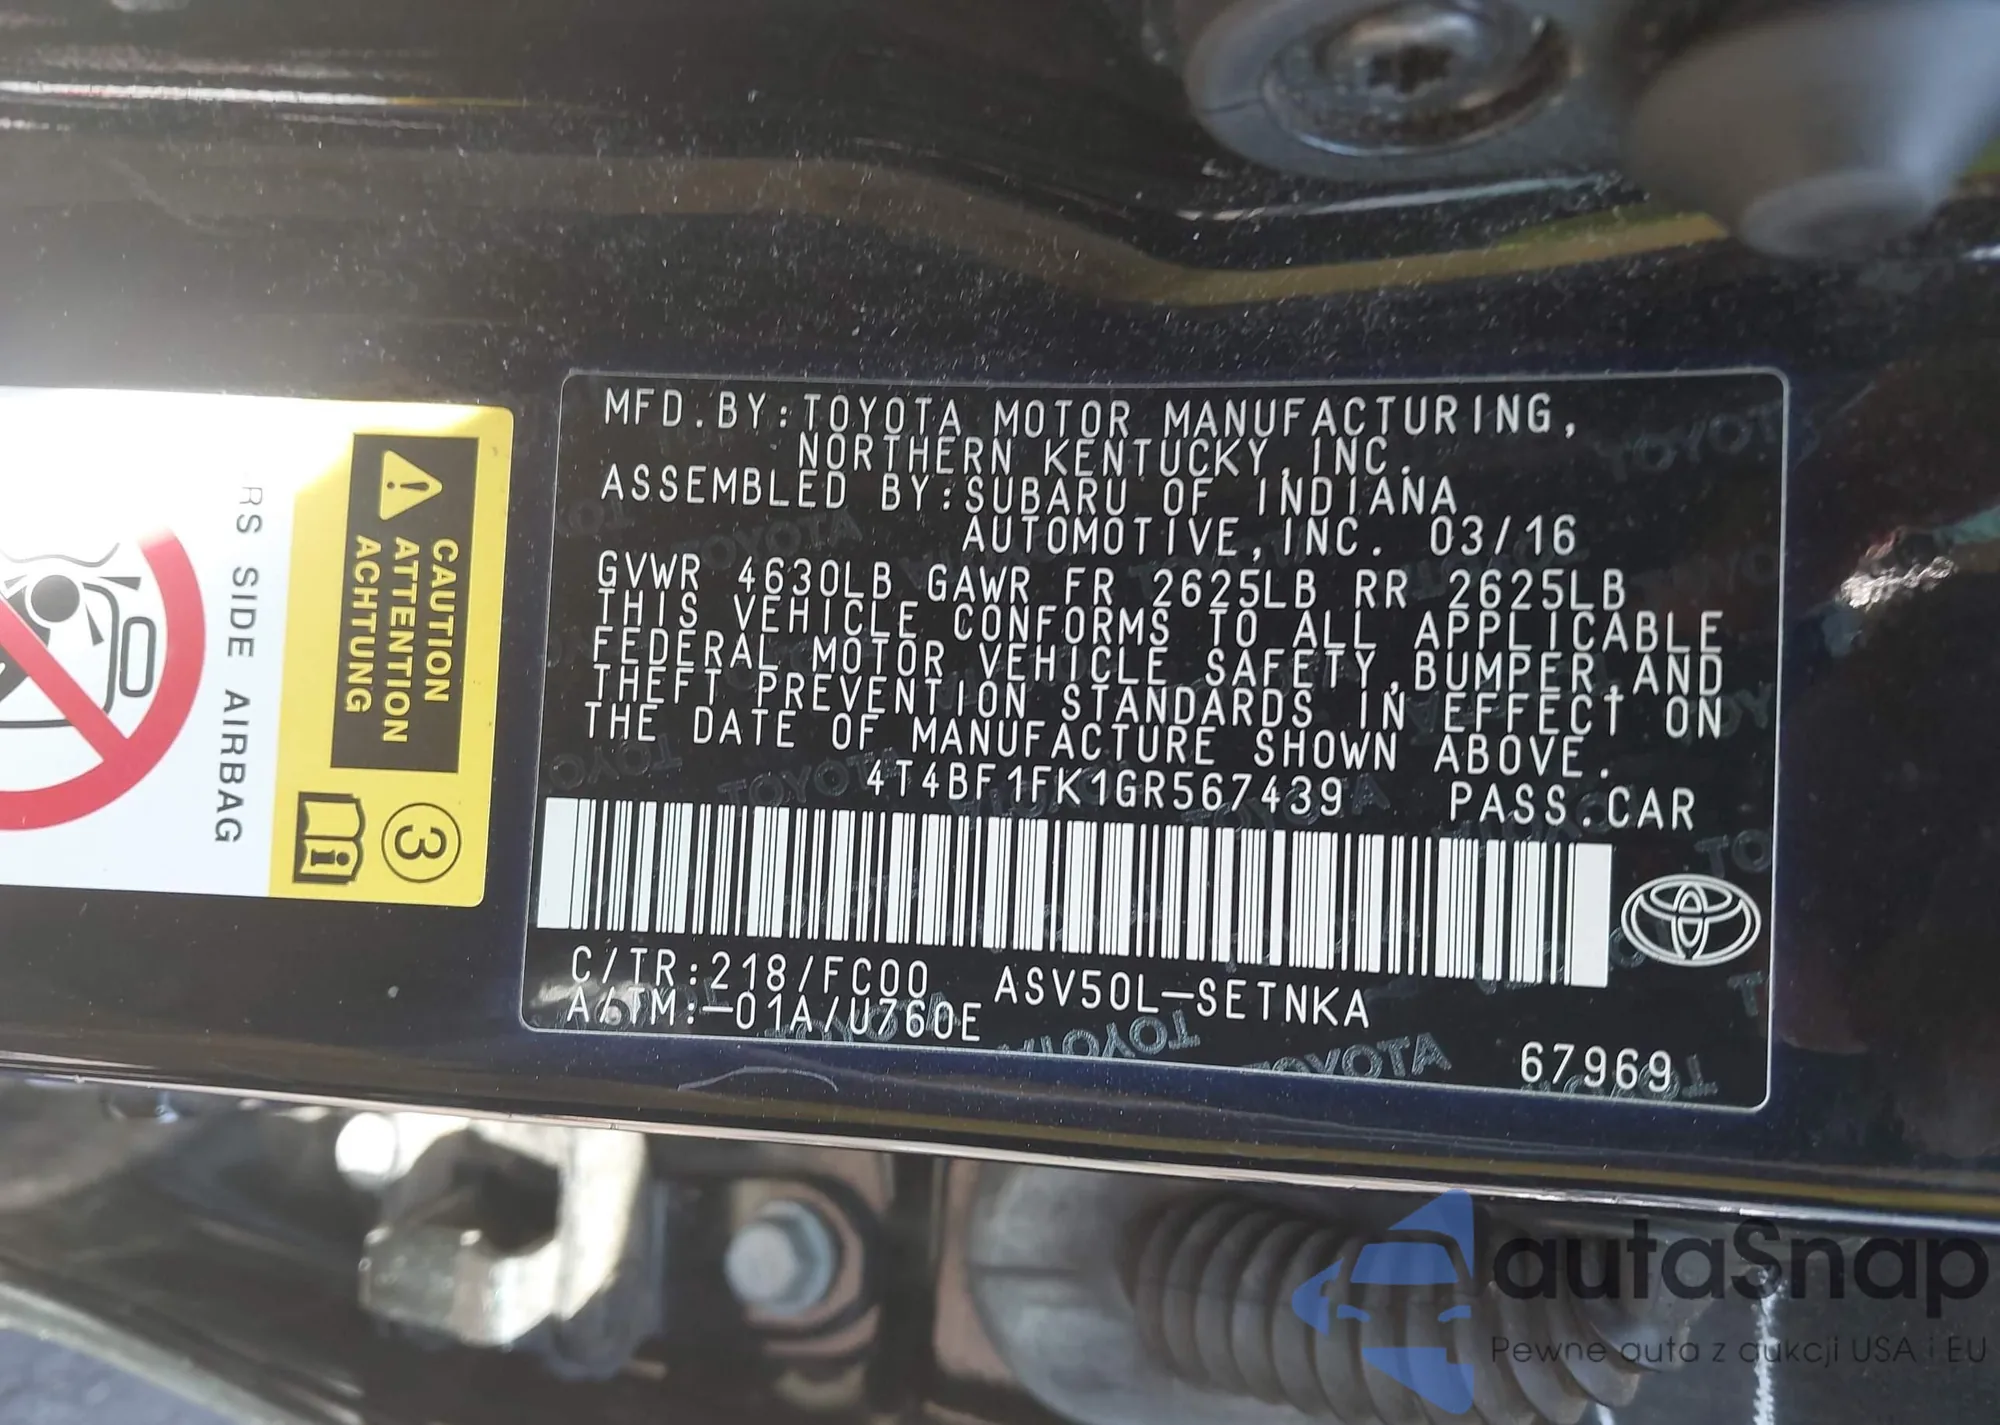 MFD.BY:TOYOTA MOTOR MANUFACTURING,
NORTHERN KENTUCKY, INC.
ASSEMBLED BY:SUBARU OF INDIANA
AUTOMOTIVE, INC. 03/16
GVWR 4630LB GAWR FR 2625LB RR 2625LB
THIS VEHICLE CONFORMS TO ALL APPLICABLE
FEDERAL MOTOR VEHICLE SAFETY,BUMPER,AND
THEFT PREVENTION STANDARDS IN EFFECT ON
THE DATE OF MANUFACTURE SHOWN ABOVE.
4T4BF1FK1GR567439 PASS.CAR
C/TR:218/FC00 ASV50L-SETNKA
A/TM:-01A/U760E
67969
CAUTION
ATTENTION
ACHTUNG
3
i
RS SIDE AIRBAG
autaSnap
Pewne auta z aukcji USA i EU